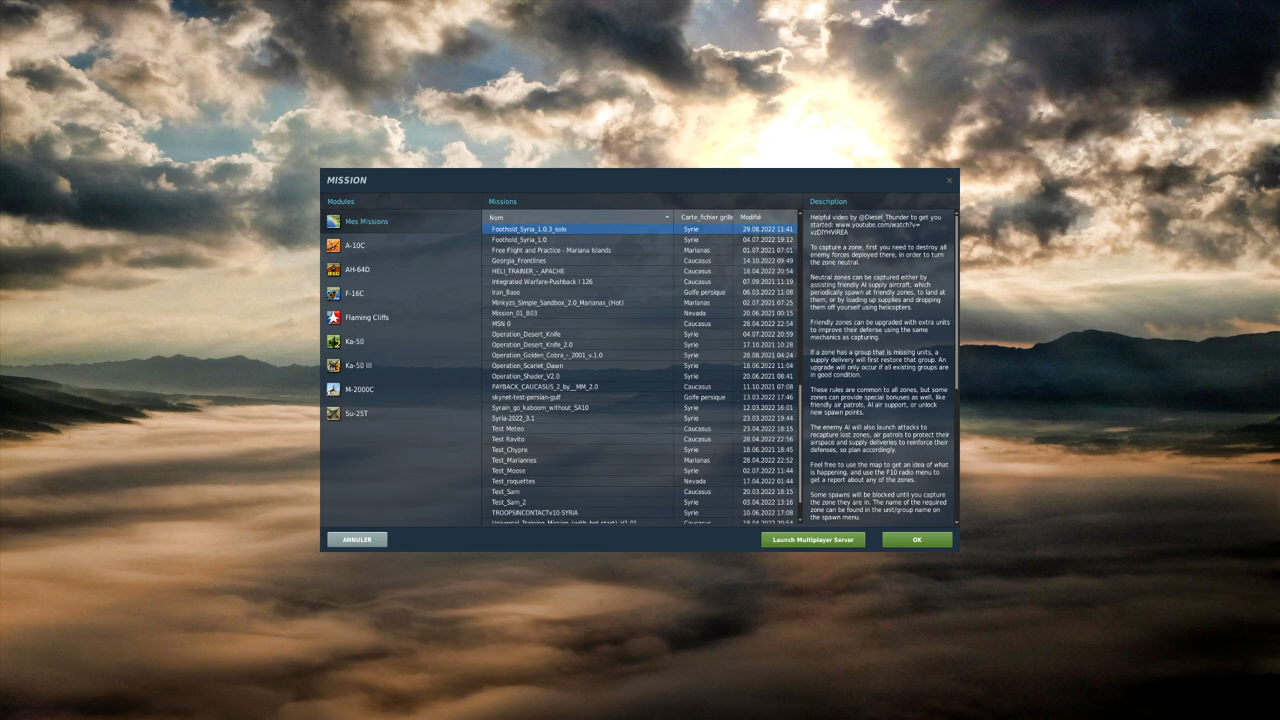 MISSION
Modules
Missions
Description
Mes Missions
A-10C
AH-64D
F-16C
Flaming Cliffs
Ka-50
Ka-50 III
M-2000C
Su-25T
Nom Carte_fichier grille Modifié
Foothold_Syria_1.0.3_solo Syrie 29.08.2022 11:41
Foothold_Syria_1.0 Syrie 04.07.2022 19:12
Free Flight and Practice - Mariana Islands Marianas 01.07.2021 07:01
Georgia_Frontlines Caucasus 14.10.2022 09:49
HELI_TRAINER_-_APACHE Caucasus 18.04.2022 20:54
Integrated Warfare-Pushback I 126 Caucasus 07.09.2021 11:19
Iran_Base Golfe persique 06.03.2022 11:08
Minkyzs_Simple_Sandbox_2.0_Marianas_(Hot) Marianas 02.07.2021 07:25
Mission_01_B03 Nevada 20.06.2021 00:15
MSN 0 Caucasus 28.04.2022 22:54
Operation_Desert_Knife Syrie 04.07.2022 20:59
Operation_Desert_Knife_2.0 Syrie 17.10.2021 10:28
Operation_Golden_Cobra_-_2001_v.1.0 Syrie 28.08.2021 04:24
Operation_Scarlet_Dawn Syrie 18.06.2022 11:04
Operation_Shader_V2.0 Syrie 20.06.2021 08:41
PAYBACK_CAUCASUS_2_by__MM_2.0 Caucasus 11.10.2021 07:08
skynet-test-persian-gulf Golfe persique 13.03.2022 17:46
Syrain_go_kaboom_without_SA10 Syrie 12.03.2022 16:01
Syria-2022_3.1 Syrie 23.03.2022 19:44
Test Meteo Caucasus 23.04.2022 18:15
Test Ravito Caucasus 28.04.2022 22:56
Test_Chypre Syrie 18.06.2021 18:45
Test_Mariannes Marianas 28.04.2022 22:52
Test_Moose Syrie 02.07.2022 11:44
Test_roquettes Nevada 17.04.2022 01:44
Test_Sam Caucasus 20.03.2022 18:15
Test_Sam_2 Syrie 03.04.2022 13:16
TROOPSINCONTACTv10-SYRIA Syrie 10.06.2022 17:08
Universal_Training_Mission_(with_hot_start)_V1.01 Caucasus 18.04.2022 20:54
Helpful video by @Diesel_Thunder to get you
started: www.youtube.com/watch?v=
vzDIYHViREA
To capture a zone, first you need to destroy all
enemy forces deployed there, in order to turn
the zone neutral.
Neutral zones can be captured either by
assisting friendly AI supply aircraft, which
periodically spawn at friendly zones, to land at
them, or by loading up supplies and dropping
them off yourself using helicopters.
Friendly zones can be upgraded with extra units
to improve their defense using the same
mechanics as capturing.
If a zone has a group that is missing units, a
supply delivery will first restore that group. An
upgrade will only occur if all existing groups are
in good condition.
These rules are common to all zones, but some
zones can provide special bonuses as well, like
friendly air patrols, AI air support, or unlock
new spawn points.
The enemy AI will also launch attacks to
recapture lost zones, air patrols to protect their
airspace and supply deliveries to reinforce their
defenses, so plan accordingly.
Feel free to use the map to get an idea of what
is happening, and use the F10 radio menu to
get a report about any of the zones.
Some spawns will be blocked until you capture
the zone they are in. The name of the required
zone can be found in the unit/group name on
the spawn menu.
ANNULER
Launch Multiplayer Server
OK